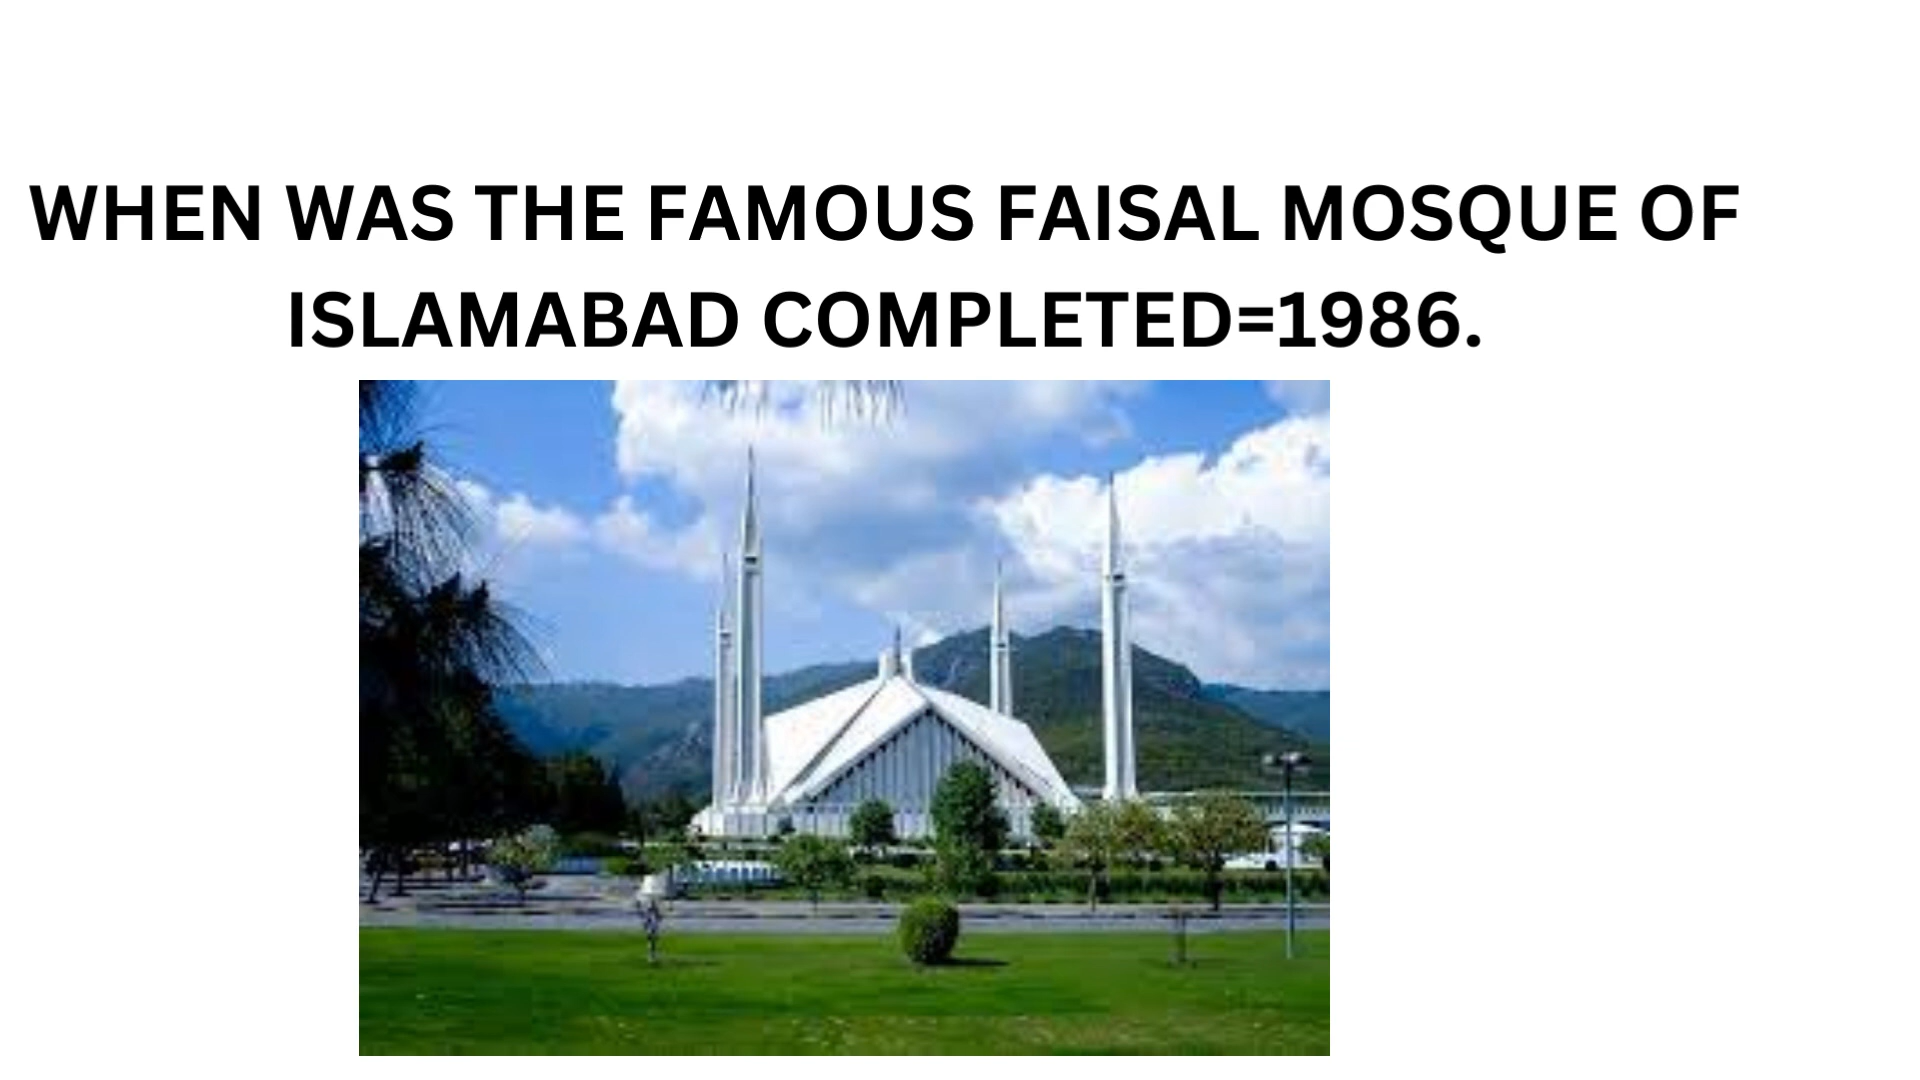 WHEN WAS THE FAMOUS FAISAL MOSQUE OF
ISLAMABAD COMPLETED=1986.